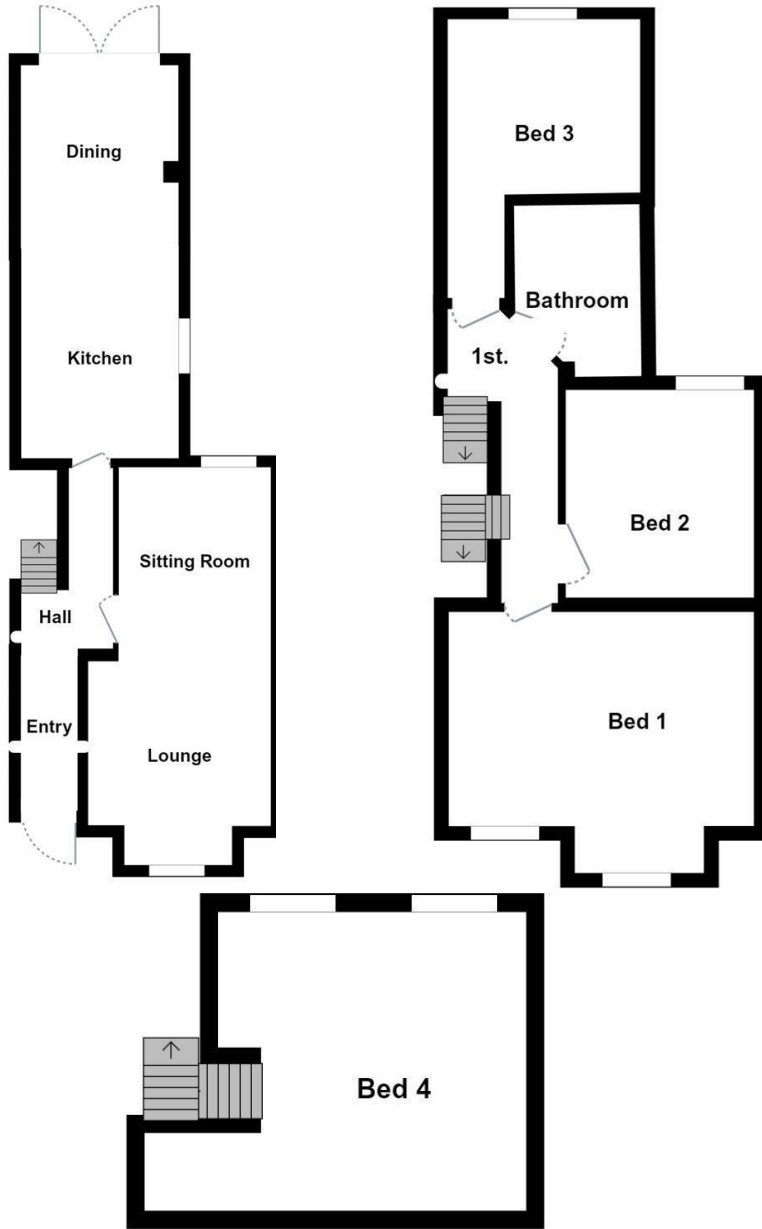 Dining
Kitchen
Sitting Room
Hall
Entry
Lounge
Bed 3
Bathroom
1st.
Bed 2
Bed 1
Bed 4